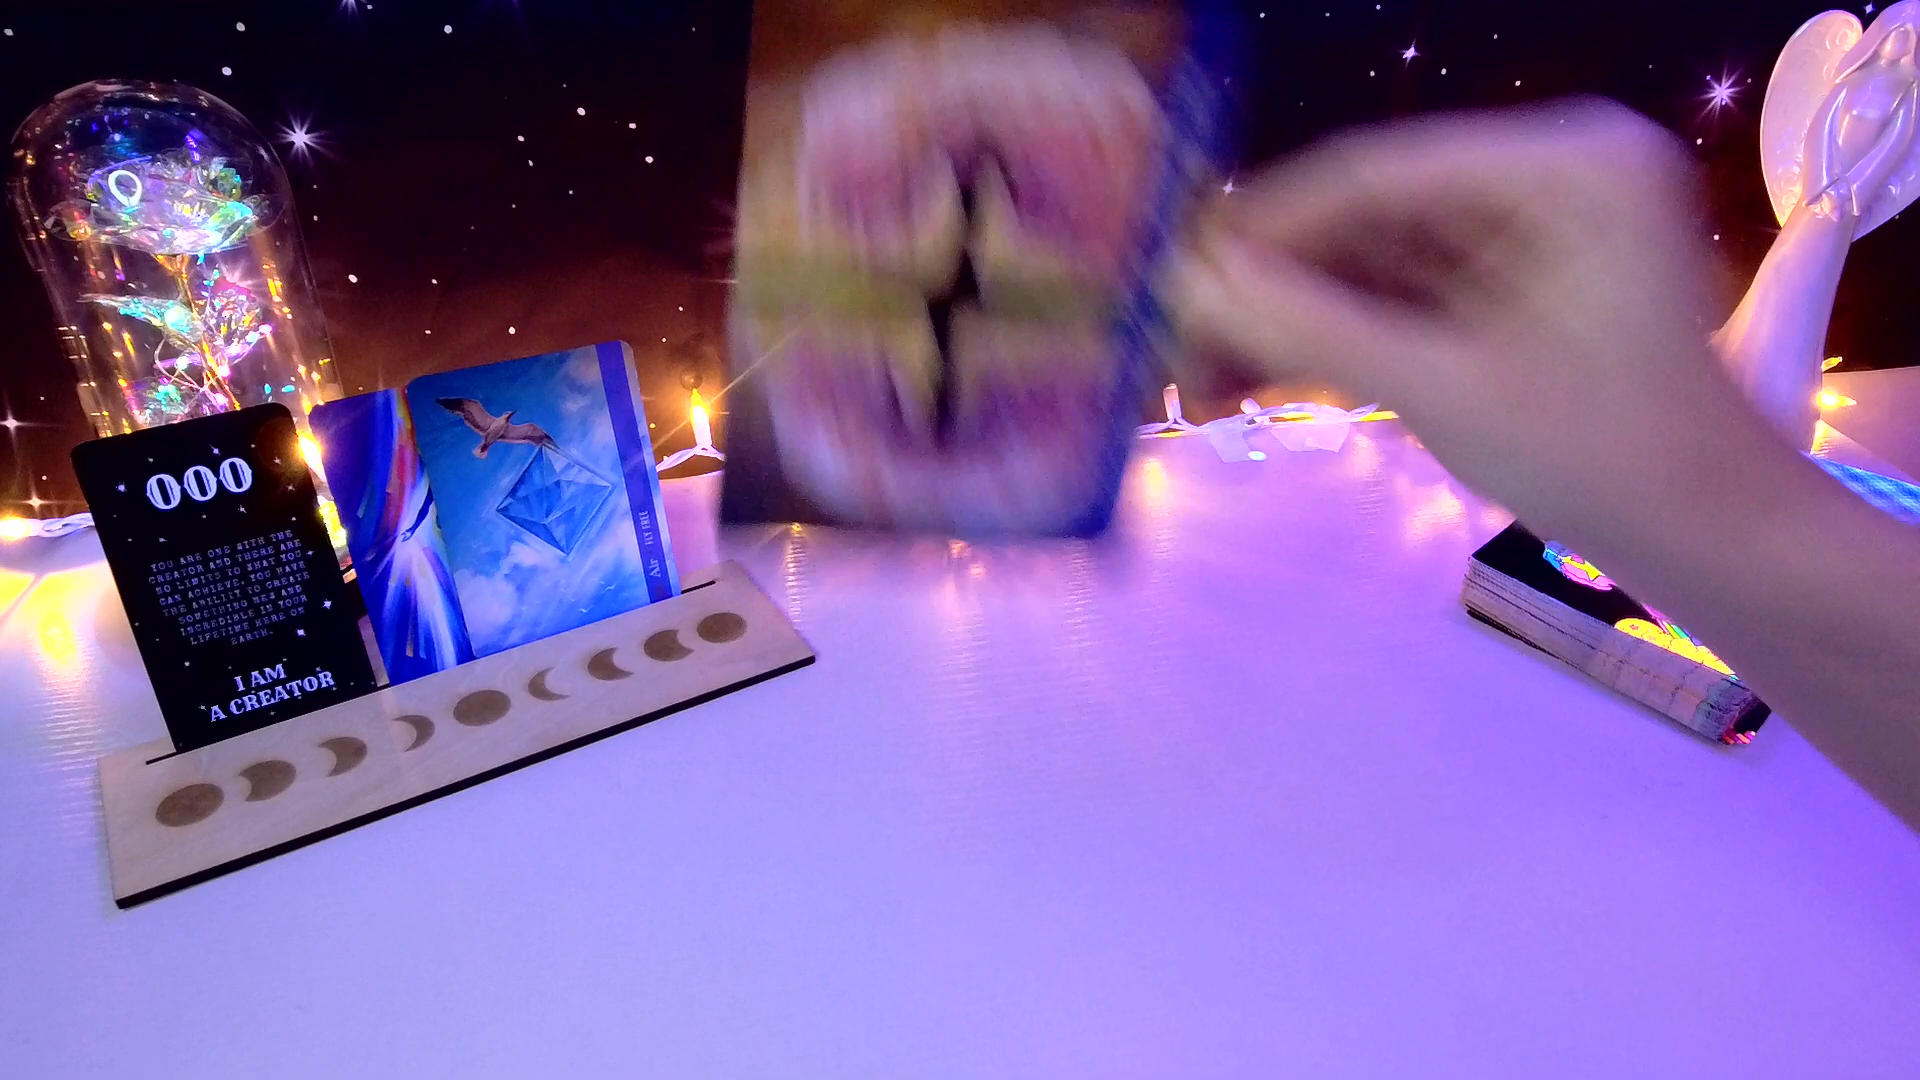 000
YOU ARE ONE WITH THE
CREATOR AND THERE ARE
NO LIMITS TO WHAT YOU
CAN ACHIEVE. YOU HAVE
THE ABILITY TO CREATE
SOMETHING NEW AND
INCREDIBLE IN YOUR
LIFETIME HERE ON
EARTH.
I AM
A CREATOR
Air FLY FREE